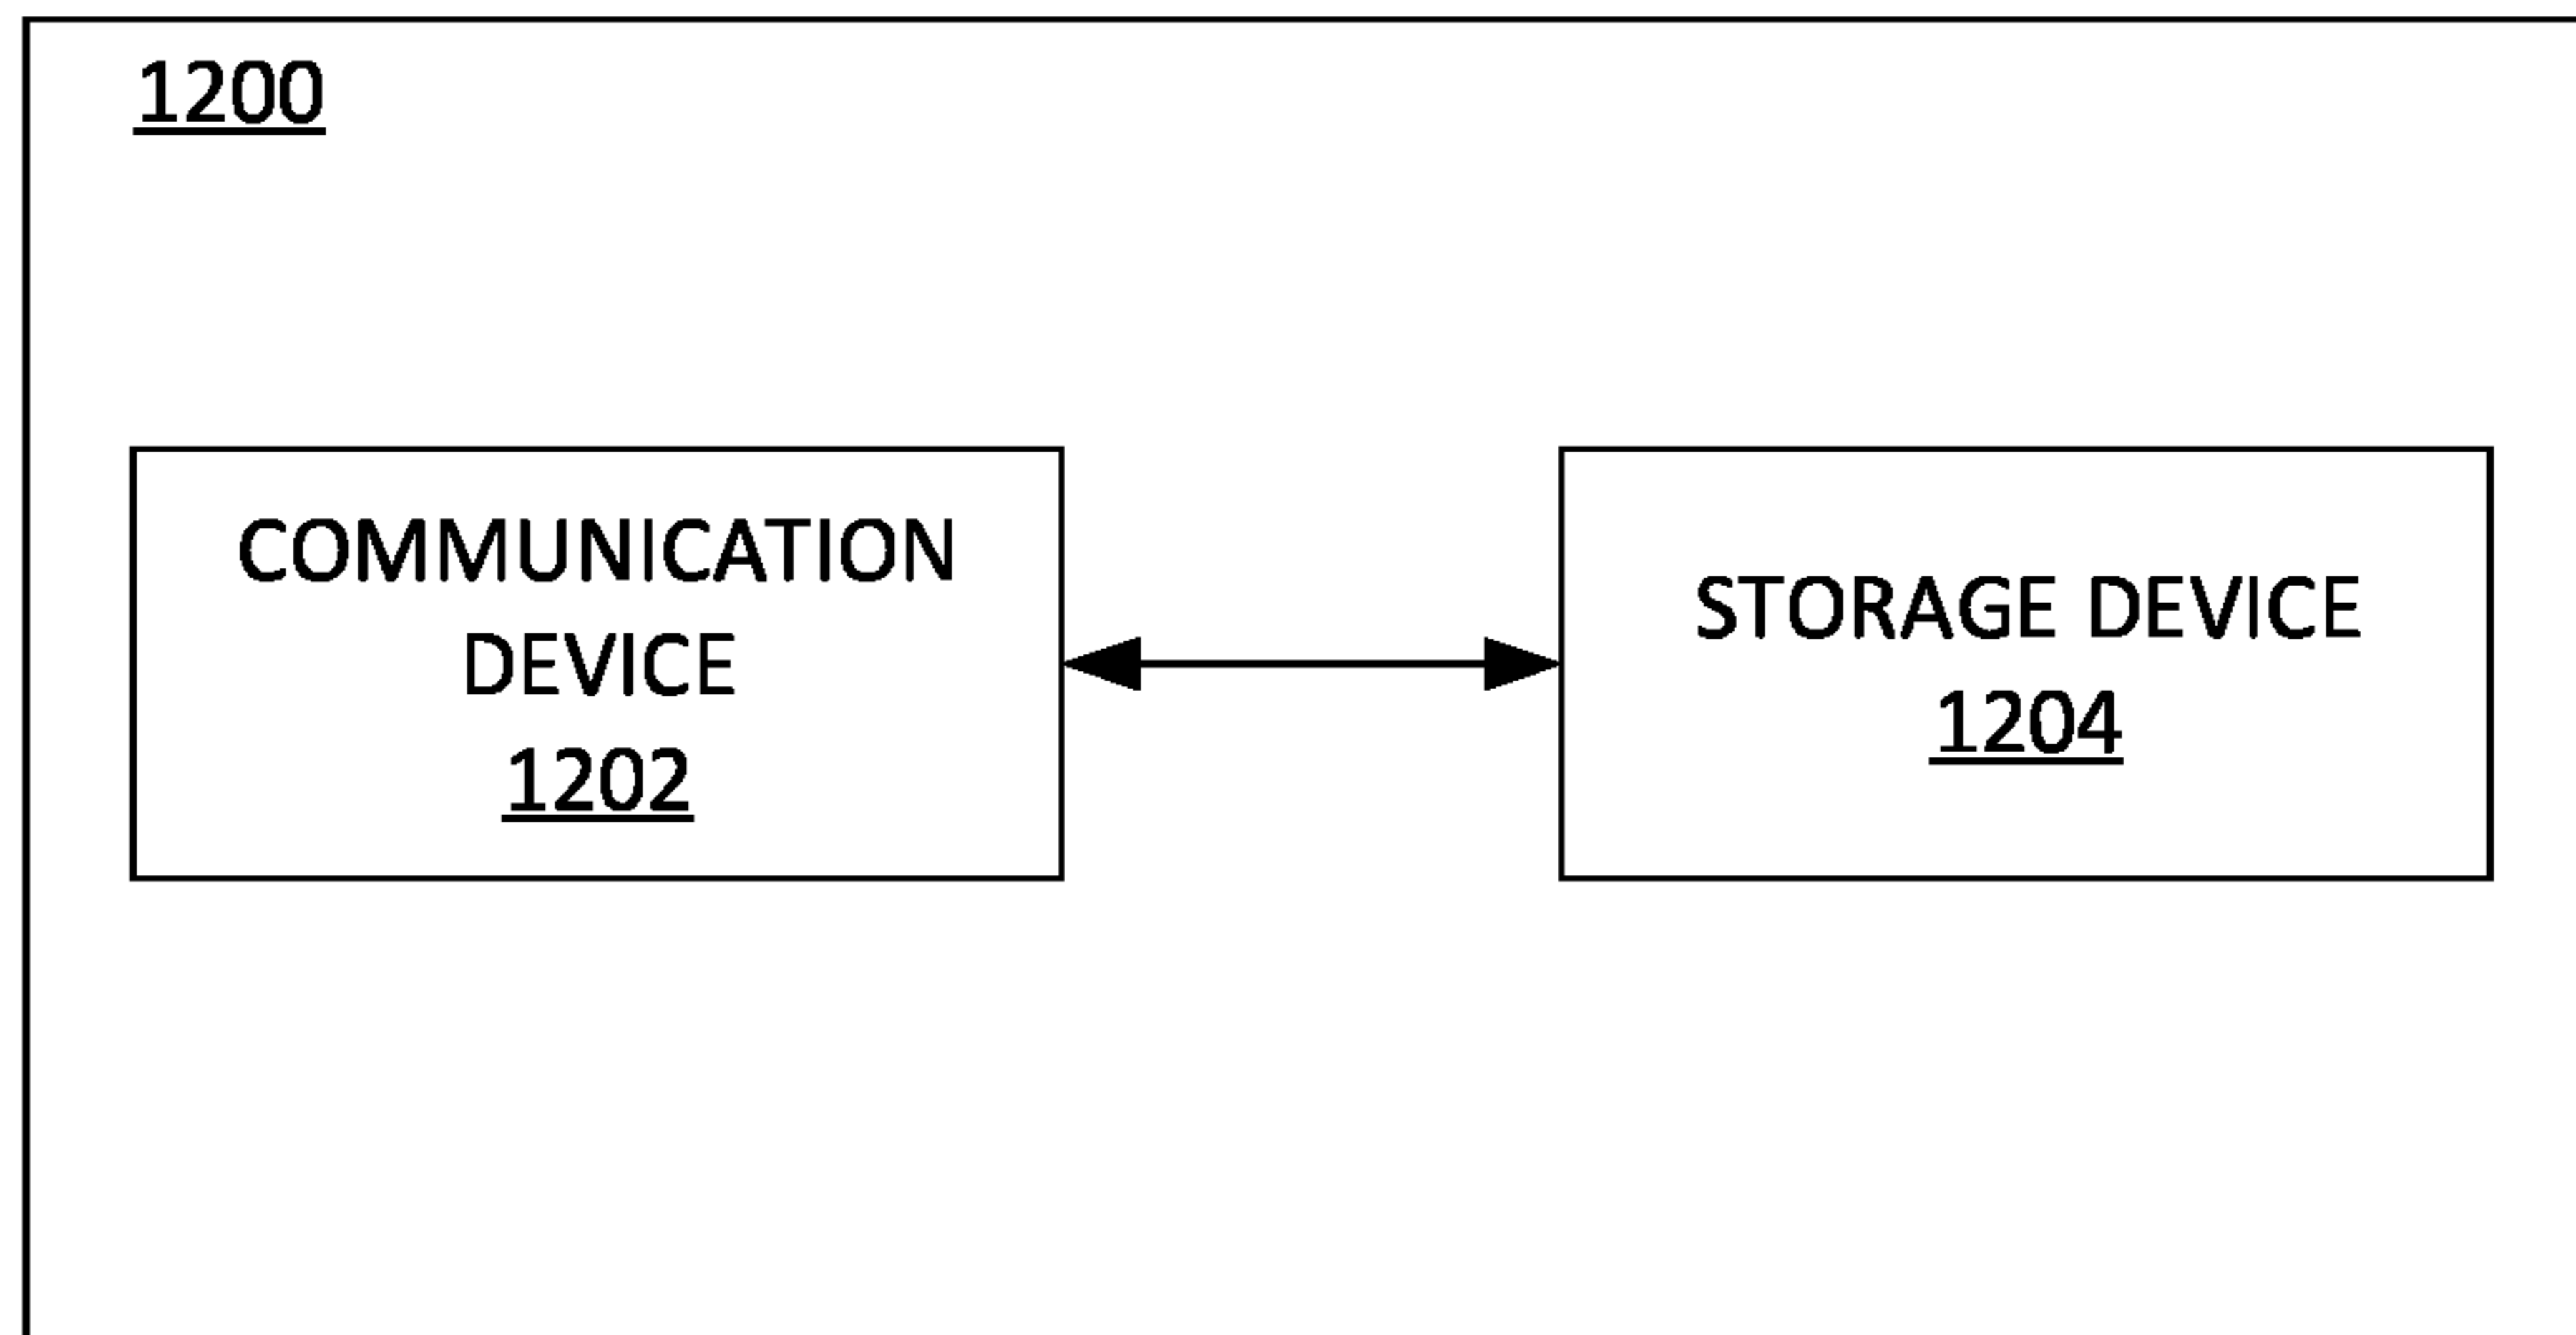 1200
COMMUNICATION
DEVICE
1202
STORAGE DEVICE
1204